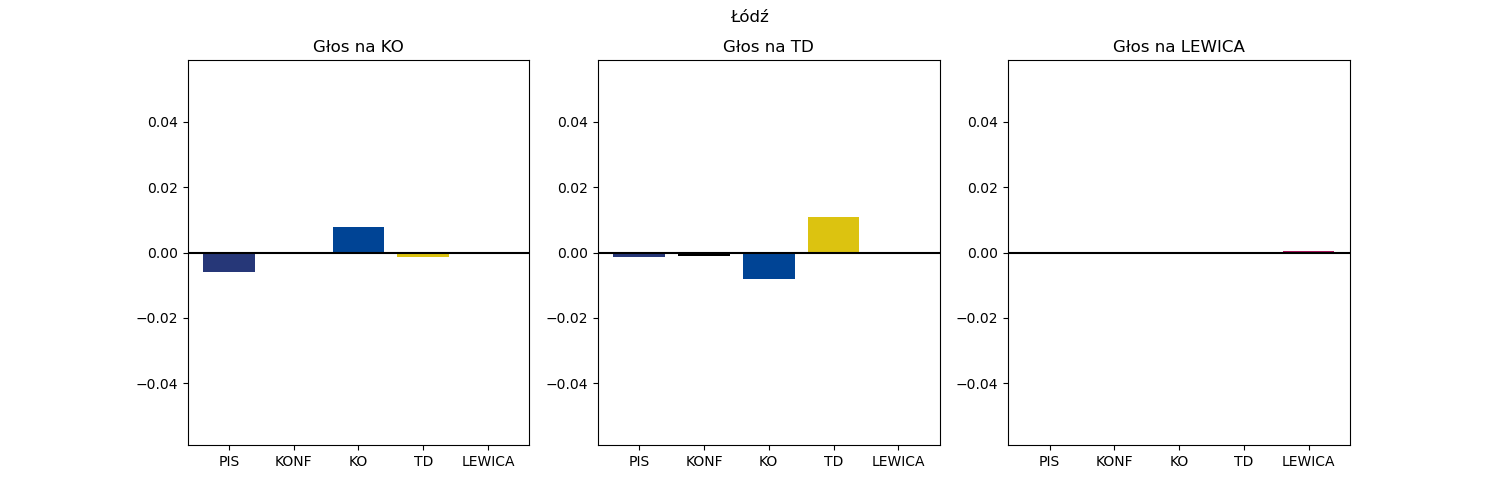 Łódź
Głos na KO
0.04
0.02
0.00
−0.02
−0.04
PIS KONF KO TD LEWICA
Głos na TD
0.04
0.02
0.00
−0.02
−0.04
PIS KONF KO TD LEWICA
Głos na LEWICA
0.04
0.02
0.00
−0.02
−0.04
PIS KONF KO TD LEWICA